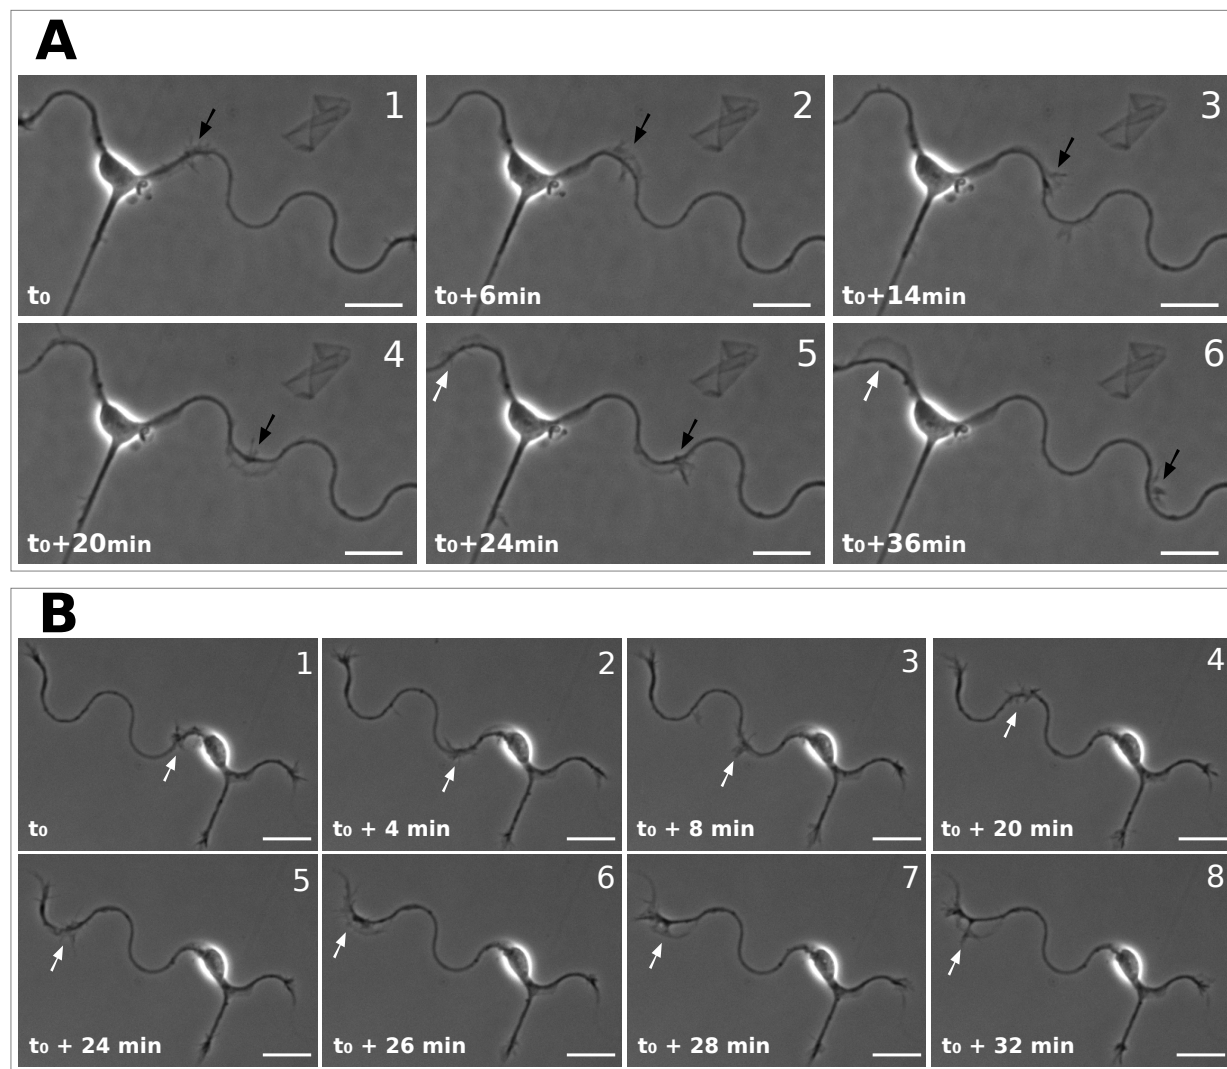 A
1
2
3
t₀
t₀+6min
t₀+14min
4
5
6
t₀+20min
t₀+24min
t₀+36min
B
1
2
3
4
t₀
t₀ + 4 min
t₀ + 8 min
t₀ + 20 min
5
6
7
8
t₀ + 24 min
t₀ + 26 min
t₀ + 28 min
t₀ + 32 min